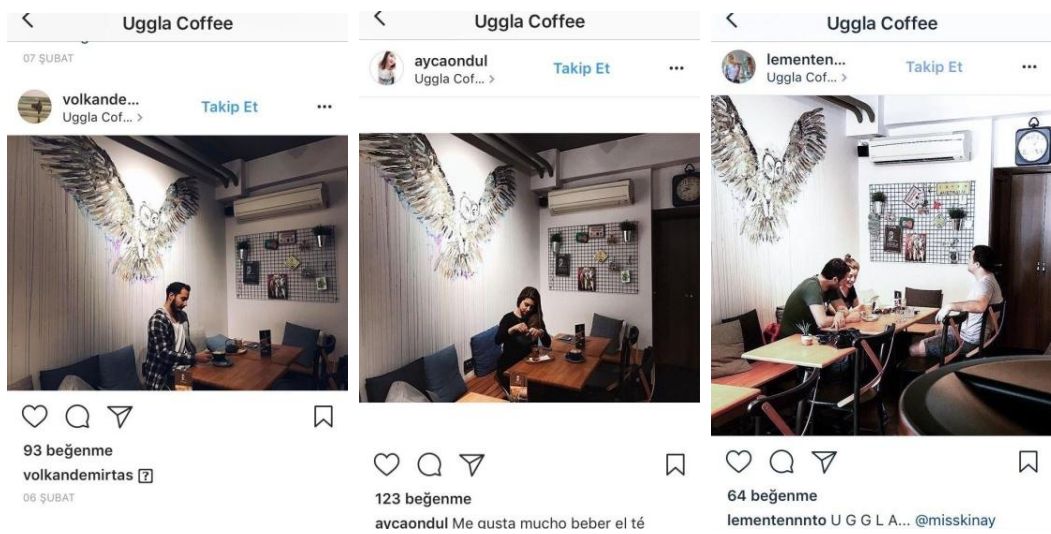 Uggla Coffee
07 ŞUBAT
volkande...
Uggla Cof... >
Takip Et
93 beğenme
volkandemirtas ?
06 ŞUBAT
Uggla Coffee
aycaondul
Uggla Cof... >
Takip Et
123 beğenme
aycaondul Me gusta mucho beber el té
Uggla Coffee
lementen...
Uggla Cof... >
Takip Et
64 beğenme
lementennnto U G G L A... @misskinay